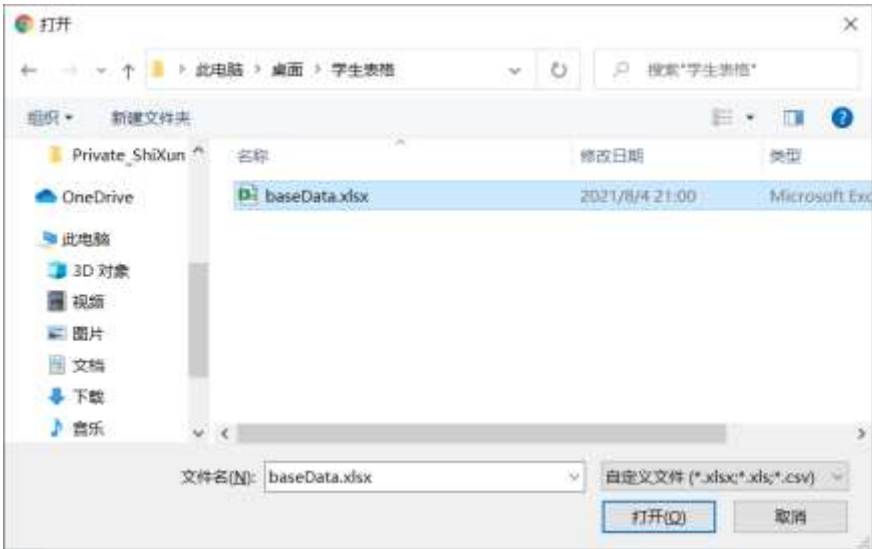 打开
此电脑 › 桌面 › 学生表格
搜索"学生表格"
组织
新建文件夹
Private_ShiXun
OneDrive
此电脑
3D 对象
视频
图片
文档
下载
音乐
名称 修改日期 类型
baseData.xlsx 2021/8/4 21:00 Microsoft Exc
文件名(N): baseData.xlsx
自定义文件 (*.xlsx;*.xls;*.csv)
打开(O) 取消